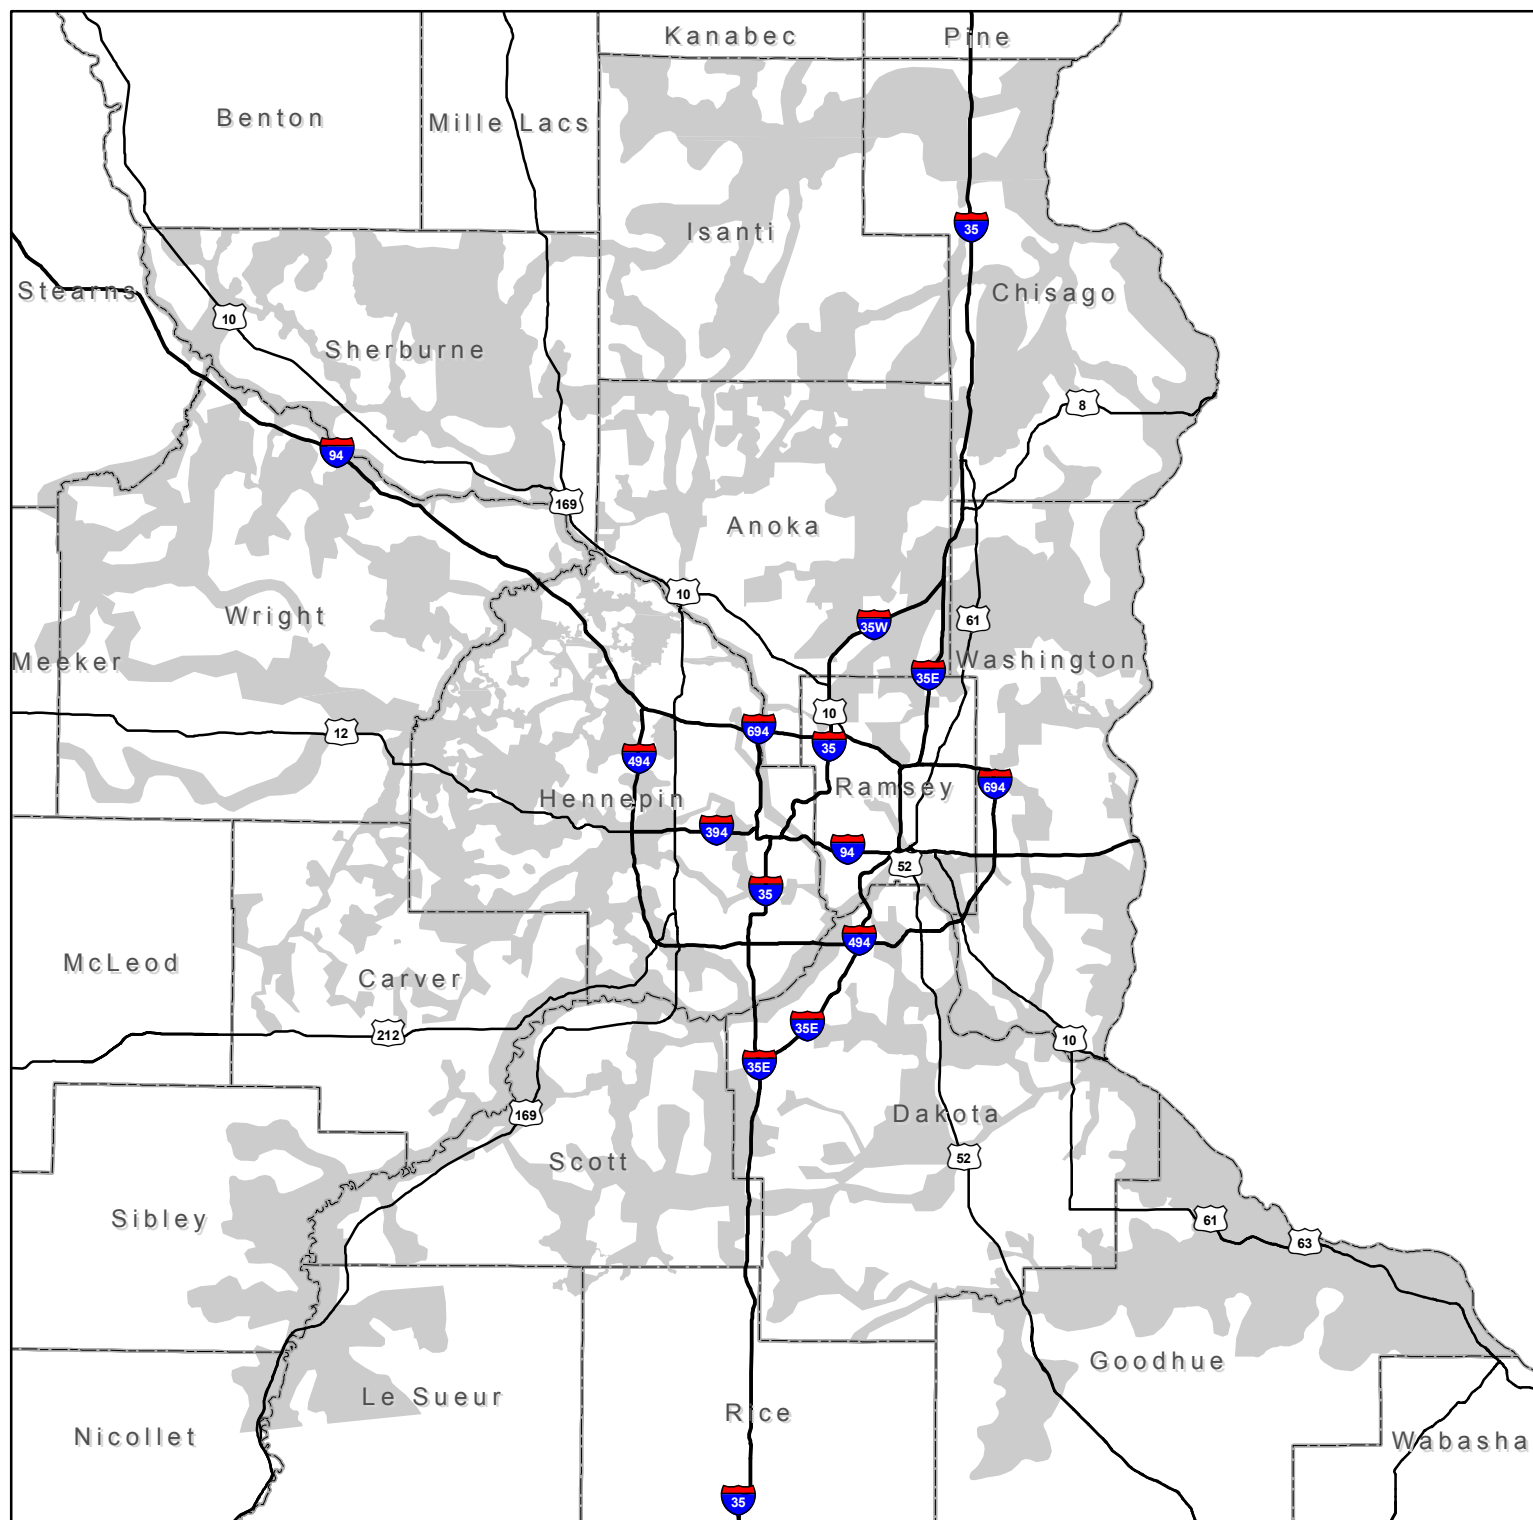 Kanabec
Pine
Benton
Mille Lacs
Isanti
35
Stearns
Chisago
10
Sherburne
8
94
169
Anoka
10
Wright
35W
61
Meeker
Washington
35E
10
12
694
35
494
Ramsey
694
Hennepin
394
94
52
35
494
McLeod
Carver
35E
212
10
35E
169
Dakota
52
Scott
Sibley
61
63
Goodhue
Le Sueur
Rice
Nicollet
Wabasha
35